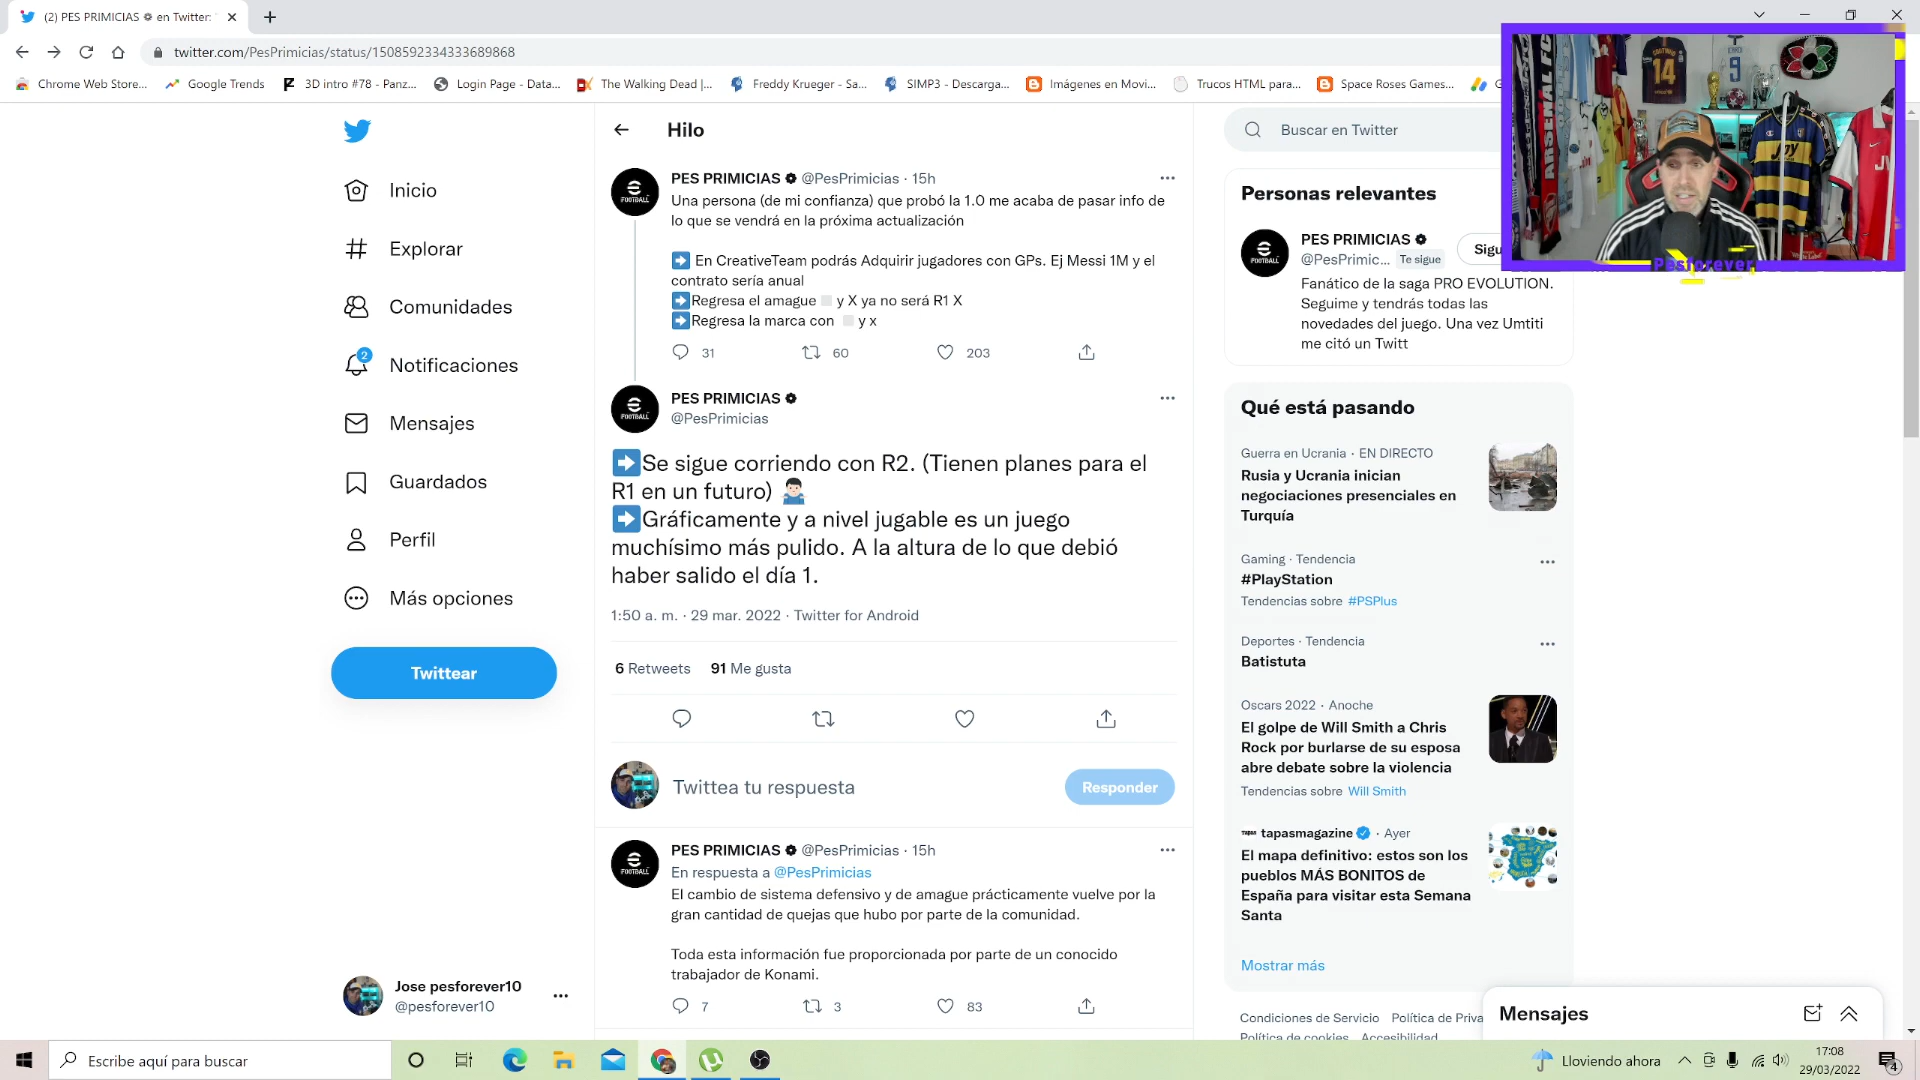 (2) PES PRIMICIAS en Twitter: "
twitter.com/PesPrimicias/status/1508592334333689868
Chrome Web Store...
Google Trends
3D intro #78 - Panz...
Login Page - Data...
The Walking Dead |...
Freddy Krueger - Sa...
SIMP3 - Descarga...
Imágenes en Movi...
Trucos HTML para...
Space Roses Games...
Inicio
Explorar
Comunidades
2
Notificaciones
Mensajes
Guardados
Perfil
Más opciones
Twittear
Jose pesforever10
@pesforever10
Hilo
PES PRIMICIAS @PesPrimicias · 15h
Una persona (de mi confianza) que probó la 1.0 me acaba de pasar info de
lo que se vendrá en la próxima actualización
En CreativeTeam podrás Adquirir jugadores con GPs. Ej Messi 1M y el
contrato sería anual
Regresa el amague y X ya no será R1 X
Regresa la marca con y x
31 60 203
PES PRIMICIAS
@PesPrimicias
Se sigue corriendo con R2. (Tienen planes para el
R1 en un futuro)
Gráficamente y a nivel jugable es un juego
muchísimo más pulido. A la altura de lo que debió
haber salido el día 1.
1:50 a. m. · 29 mar. 2022 · Twitter for Android
6 Retweets 91 Me gusta
Twittea tu respuesta
Responder
PES PRIMICIAS @PesPrimicias · 15h
En respuesta a @PesPrimicias
El cambio de sistema defensivo y de amague prácticamente vuelve por la
gran cantidad de quejas que hubo por parte de la comunidad.
Toda esta información fue proporcionada por parte de un conocido
trabajador de Konami.
7 3 83
Buscar en Twitter
Personas relevantes
PES PRIMICIAS
@PesPrimic... Te sigue
Sigu
Fanático de la saga PRO EVOLUTION.
Seguime y tendrás todas las
novedades del juego. Una vez Umtiti
me citó un Twitt
Qué está pasando
Guerra en Ucrania · EN DIRECTO
Rusia y Ucrania inician
negociaciones presenciales en
Turquía
Gaming · Tendencia
#PlayStation
Tendencias sobre #PSPlus
Deportes · Tendencia
Batistuta
Oscars 2022 · Anoche
El golpe de Will Smith a Chris
Rock por burlarse de su esposa
abre debate sobre la violencia
Tendencias sobre Will Smith
tapasmagazine · Ayer
El mapa definitivo: estos son los
pueblos MÁS BONITOS de
España para visitar esta Semana
Santa
Mostrar más
Condiciones de Servicio Política de Priva
Política de cookies Accesibilidad
Mensajes
14
9
ARSENAL FC
Pesforever
Escribe aquí para buscar
Lloviendo ahora
17:08
29/03/2022
4